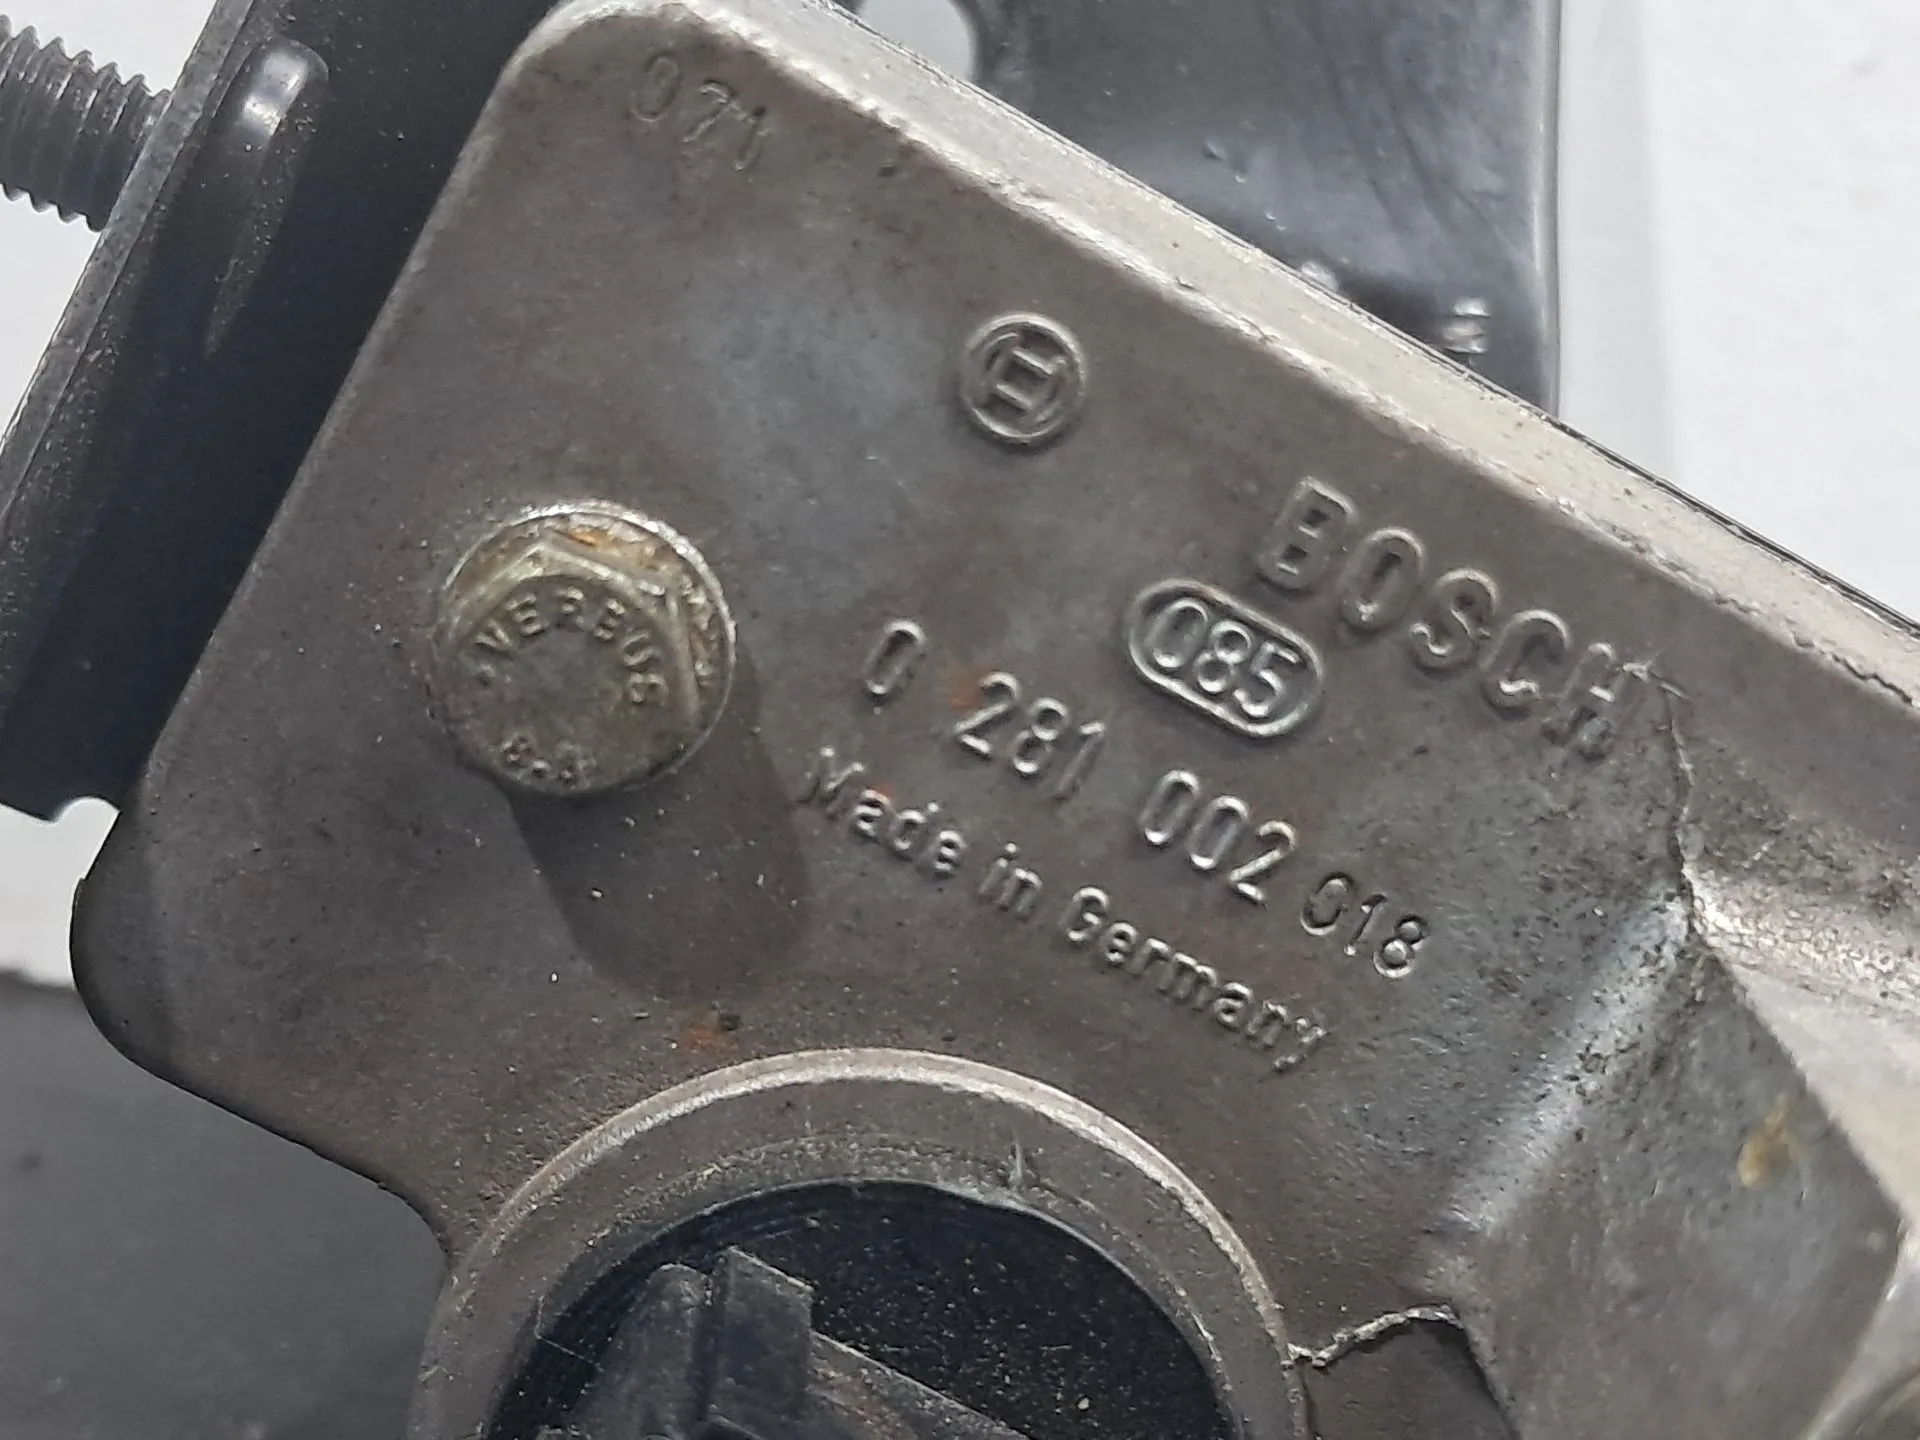 071
BOSCH
085
0 281 002 018
Made in Germany
VERBUS
8.8